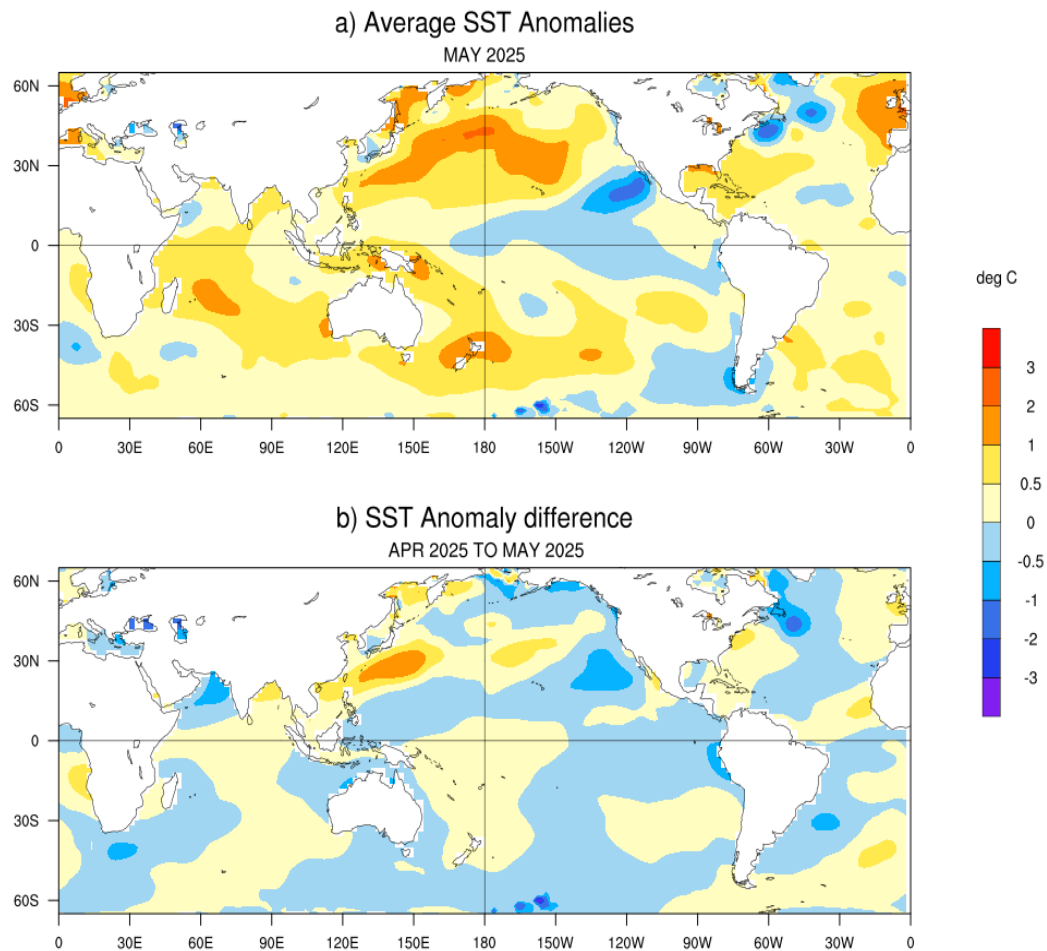 a) Average SST Anomalies
MAY 2025
60N
30N
0
30S
60S
0 30E 60E 90E 120E 150E 180 150W 120W 90W 60W 30W 0
deg C
3
2
1
0.5
0
-0.5
-1
-2
-3
b) SST Anomaly difference
APR 2025 TO MAY 2025
60N
30N
0
30S
60S
0 30E 60E 90E 120E 150E 180 150W 120W 90W 60W 30W 0